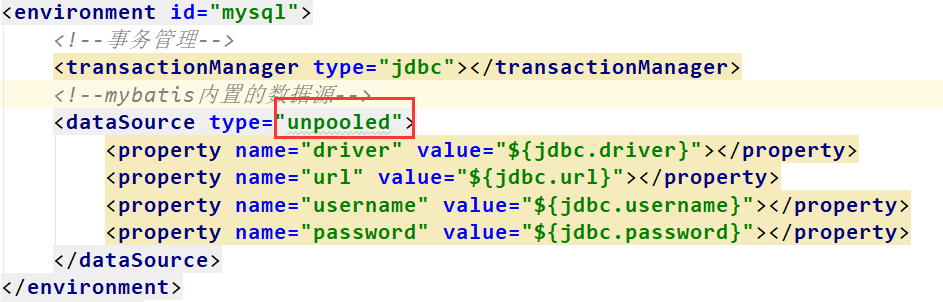 <environment id="mysql">
<!--事务管理-->
<transactionManager type="jdbc"></transactionManager>
<!--mybatis内置的数据源-->
<dataSource type="unpooled">
<property name="driver" value="${jdbc.driver}"></property>
<property name="url" value="${jdbc.url}"></property>
<property name="username" value="${jdbc.username}"></property>
<property name="password" value="${jdbc.password}"></property>
</dataSource>
</environment>